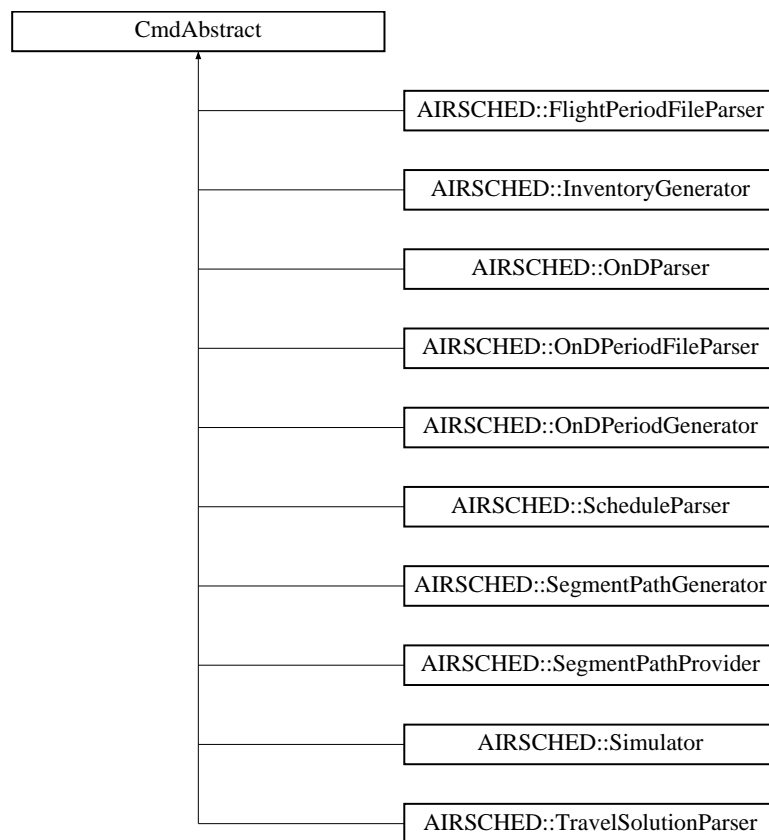 CmdAbstract
AIRSCHED::FlightPeriodFileParser
AIRSCHED::InventoryGenerator
AIRSCHED::OnDParser
AIRSCHED::OnDPeriodFileParser
AIRSCHED::OnDPeriodGenerator
AIRSCHED::ScheduleParser
AIRSCHED::SegmentPathGenerator
AIRSCHED::SegmentPathProvider
AIRSCHED::Simulator
AIRSCHED::TravelSolutionParser